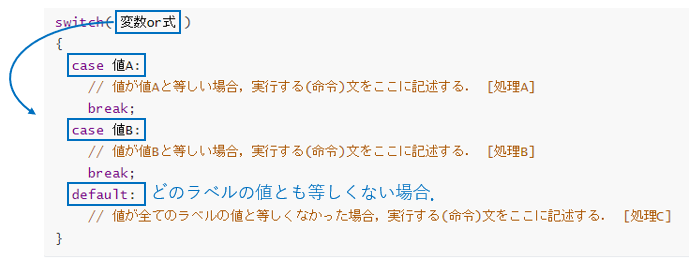 switch( 変数or式 )
{
case 値A:
// 値が値Aと等しい場合, 実行する(命令)文をここに記述する. [処理A]
break;
case 値B:
// 値が値Bと等しい場合, 実行する(命令)文をここに記述する. [処理B]
break;
default: どのラベルの値とも等しくない場合.
// 値が全てのラベルの値と等しくなかった場合, 実行する(命令)文をここに記述する. [処理C]
}